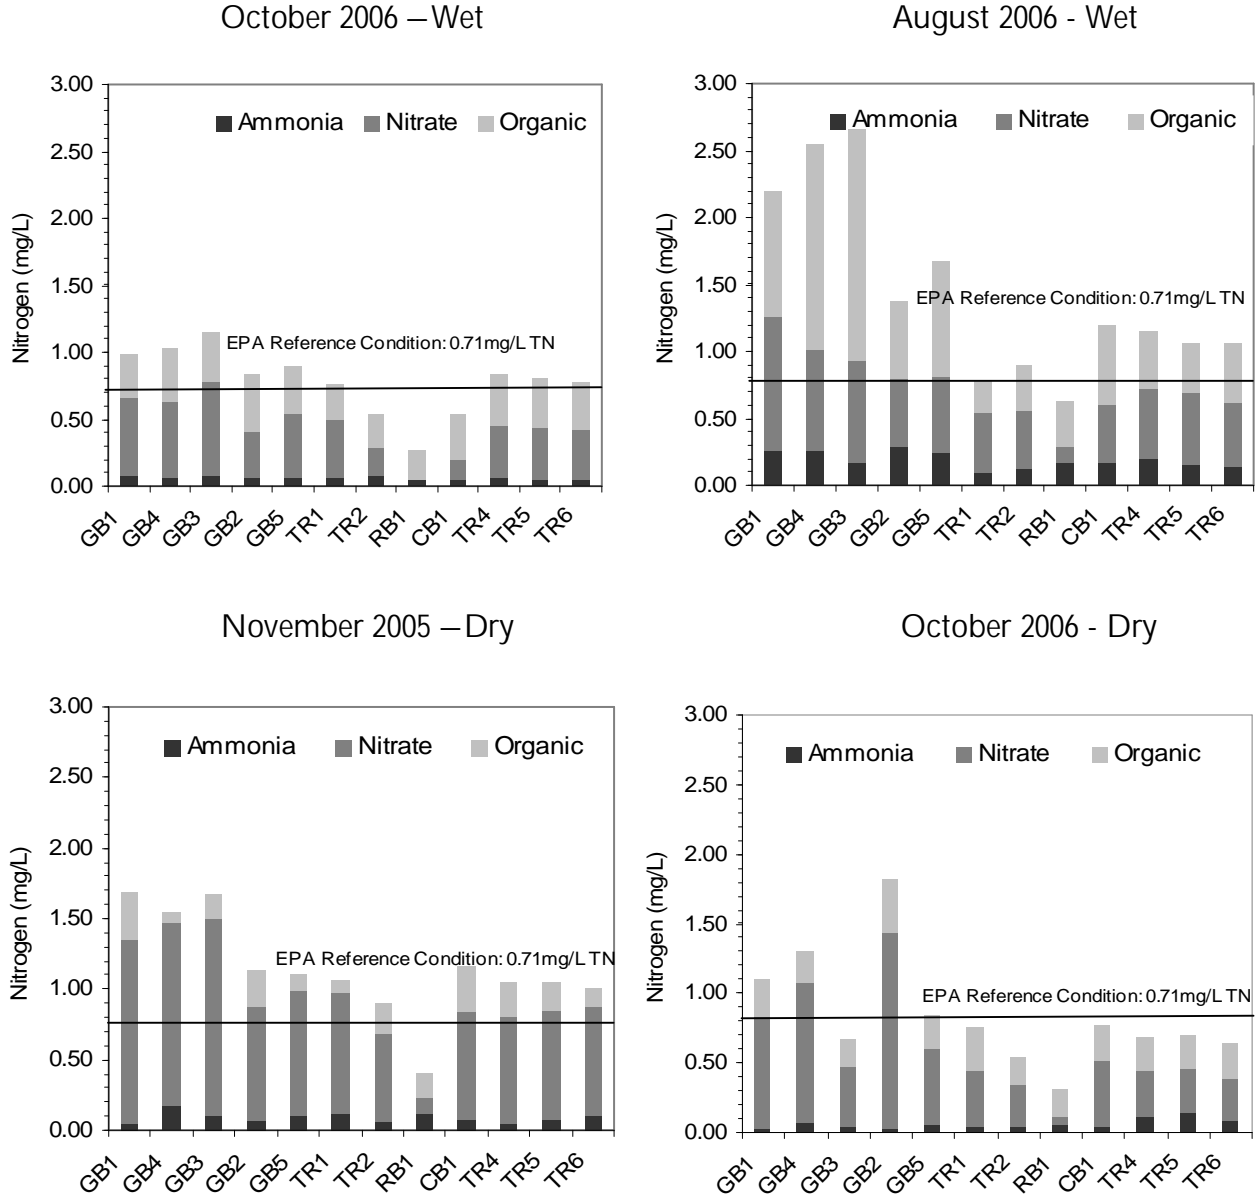 October 2006 – Wet
3.00
2.50
2.00
1.50
1.00
0.50
0.00
Nitrogen (mg/L)
Ammonia Nitrate Organic
EPA Reference Condition: 0.71mg/L TN
GB1 GB4 GB3 GB2 GB5 TR1 TR2 RB1 CB1 TR4 TR5 TR6
August 2006 - Wet
3.00
2.50
2.00
1.50
1.00
0.50
0.00
Nitrogen (mg/L)
Ammonia Nitrate Organic
EPA Reference Condition: 0.71mg/L TN
GB1 GB4 GB3 GB2 GB5 TR1 TR2 RB1 CB1 TR4 TR5 TR6
November 2005 – Dry
3.00
2.50
2.00
1.50
1.00
0.50
0.00
Nitrogen (mg/L)
Ammonia Nitrate Organic
EPA Reference Condition: 0.71mg/L TN
GB1 GB4 GB3 GB2 GB5 TR1 TR2 RB1 CB1 TR4 TR5 TR6
October 2006 - Dry
3.00
2.50
2.00
1.50
1.00
0.50
0.00
Nitrogen (mg/L)
Ammonia Nitrate Organic
EPA Reference Condition: 0.71mg/L TN
GB1 GB4 GB3 GB2 GB5 TR1 TR2 RB1 CB1 TR4 TR5 TR6